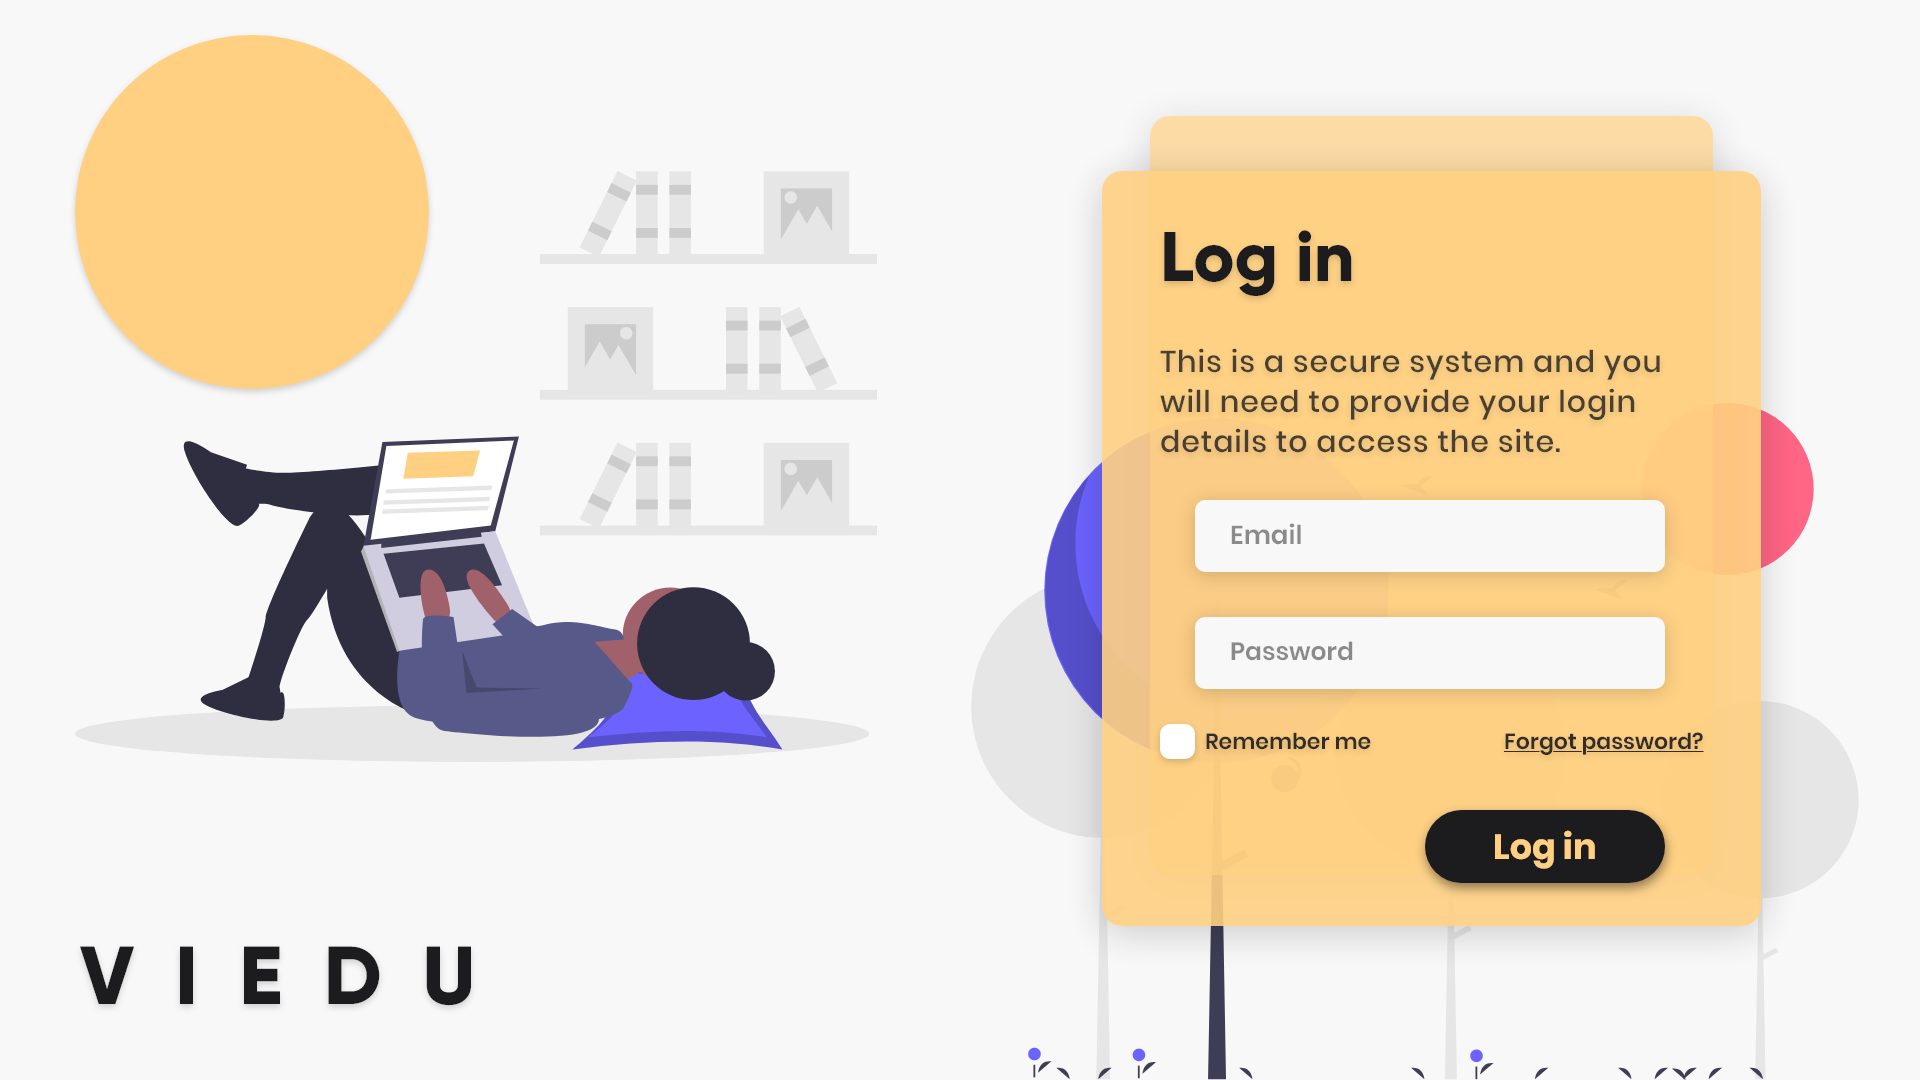 Log in
This is a secure system and you
will need to provide your login
details to access the site.
Email
Password
Remember me
Forgot password?
Log in
VIEDU